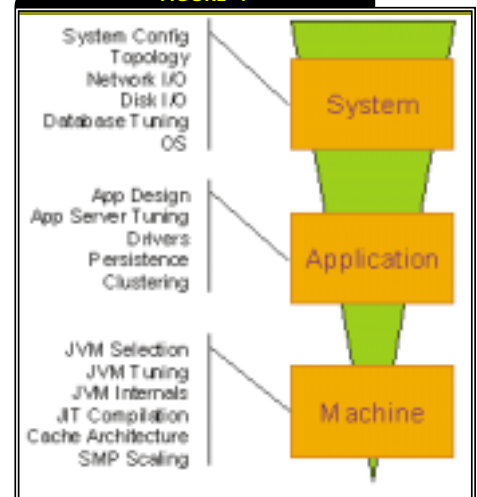 System Config
Topology
Network I/O
Disk I/O
Database Tuning
OS
System
App Design
App Server Tuning
Drivers
Persistence
Clustering
Application
JVM Selection
JVM Tuning
JVM Internals
JIT Compilation
Cache Architecture
SMP Scaling
Machine